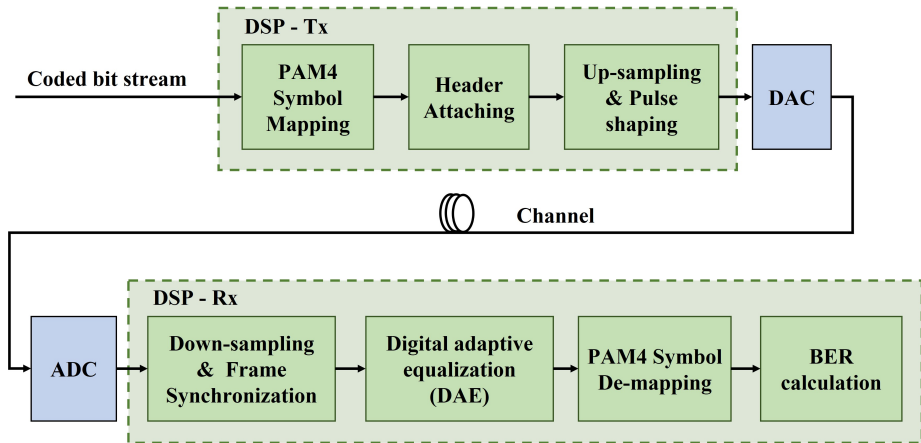 DSP - Tx
Coded bit stream
PAM4
Symbol
Mapping
Header
Attaching
Up-sampling
& Pulse
shaping
DAC
Channel
DSP - Rx
ADC
Down-sampling
& Frame
Synchronization
Digital adaptive
equalization
(DAE)
PAM4 Symbol
De-mapping
BER
calculation